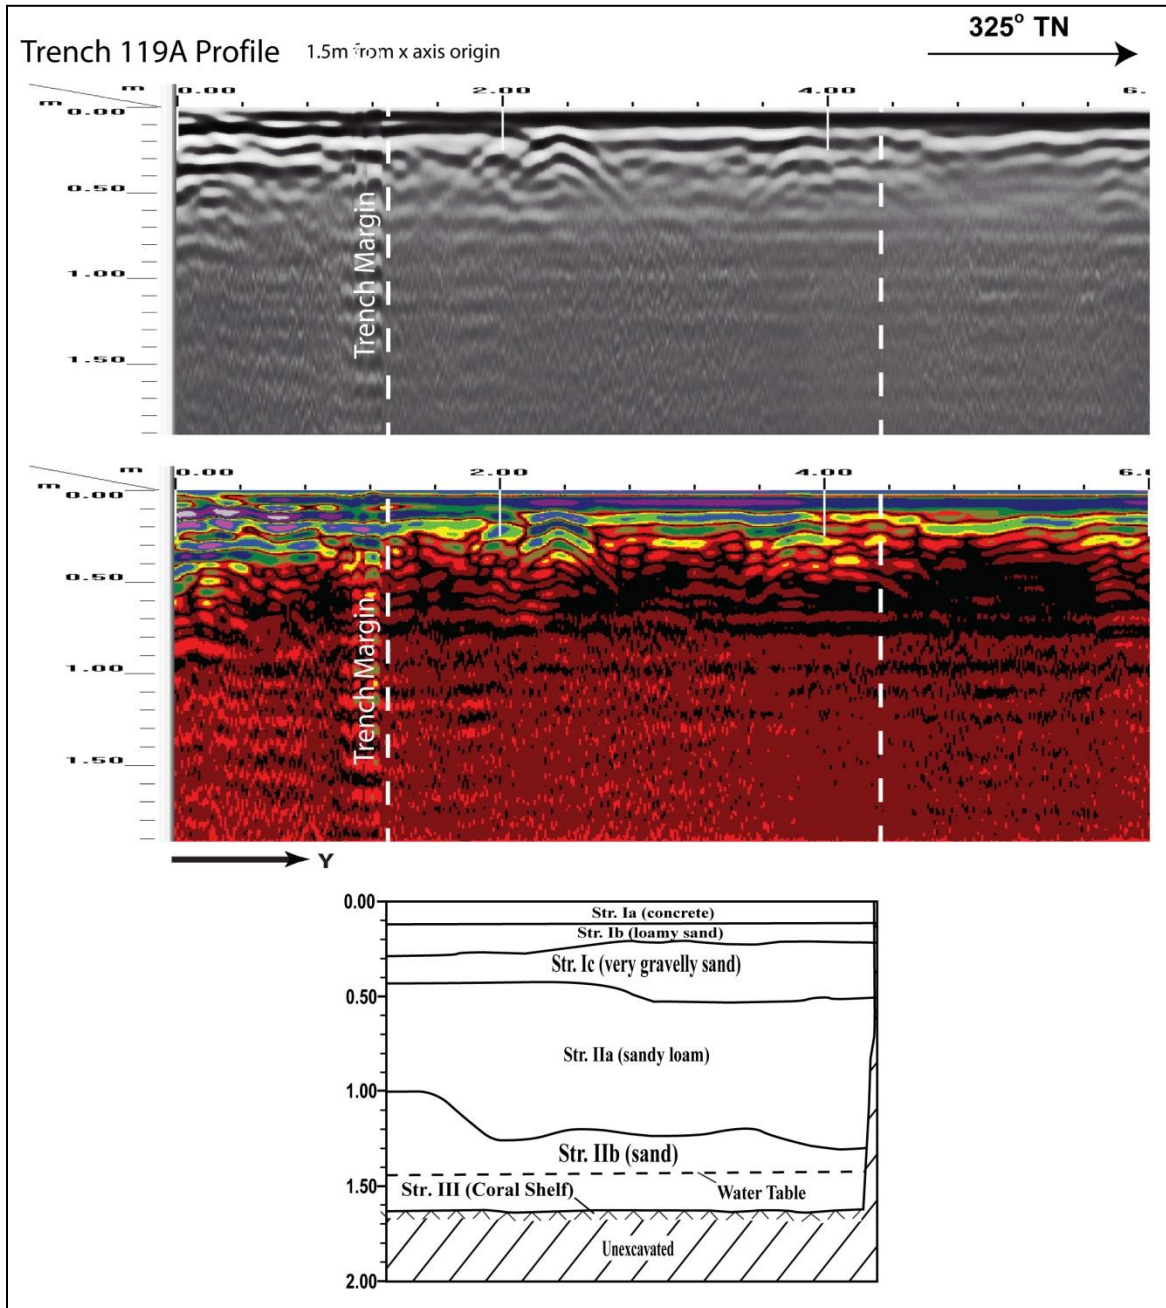 325° TN
Trench 119A Profile 1.5m from x axis origin
m 0.00 2.00 4.00 6.
m
0.00
0.50
1.00
1.50
Trench Margin
m 0.00 2.00 4.00 6.0
m
0.00
0.50
1.00
1.50
Trench Margin
Y
0.00
Str. Ia (concrete)
Str. Ib (loamy sand)
Str. Ic (very gravelly sand)
0.50
Str. IIa (sandy loam)
1.00
Str. IIb (sand)
1.50
Str. III (Coral Shelf)
Water Table
Unexcavated
2.00